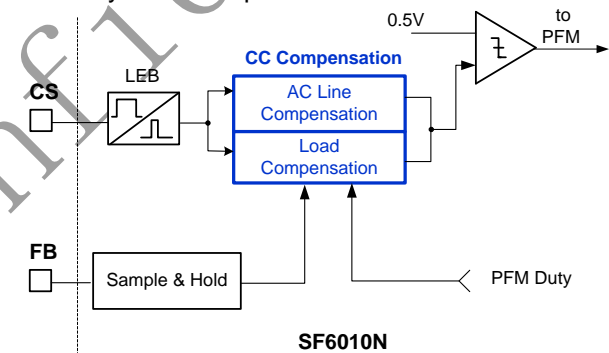 0.5V
to
PFM
CC Compensation
LEB
CS
AC Line
Compensation
Load
Compensation
FB
Sample & Hold
PFM Duty
SF6010N